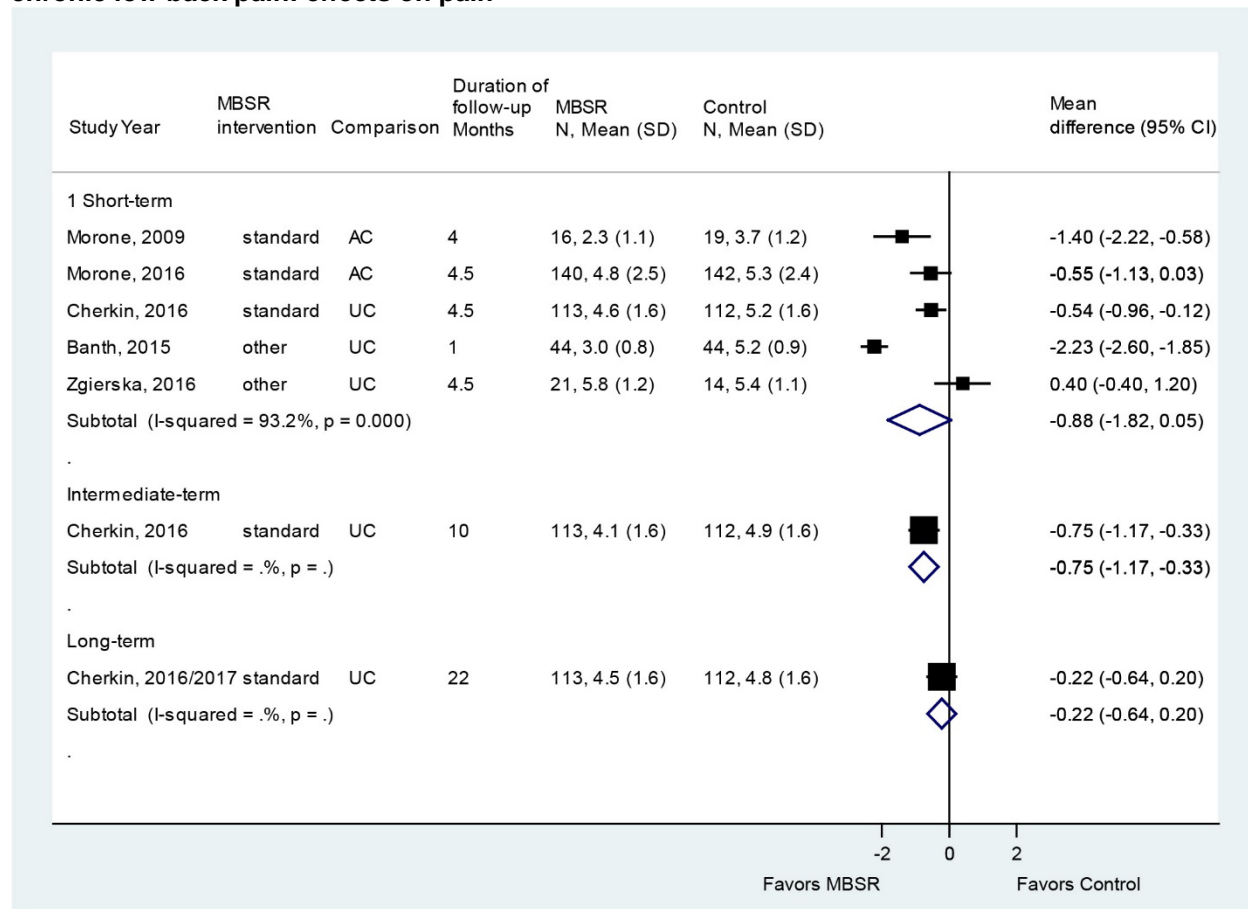 Study Year MBSR intervention Comparison Duration of follow-up Months MBSR N, Mean (SD) Control N, Mean (SD) Mean difference (95% CI)
1 Short-term
Morone, 2009 standard AC 4 16, 2.3 (1.1) 19, 3.7 (1.2) -1.40 (-2.22, -0.58)
Morone, 2016 standard AC 4.5 140, 4.8 (2.5) 142, 5.3 (2.4) -0.55 (-1.13, 0.03)
Cherkin, 2016 standard UC 4.5 113, 4.6 (1.6) 112, 5.2 (1.6) -0.54 (-0.96, -0.12)
Banth, 2015 other UC 1 44, 3.0 (0.8) 44, 5.2 (0.9) -2.23 (-2.60, -1.85)
Zgierska, 2016 other UC 4.5 21, 5.8 (1.2) 14, 5.4 (1.1) 0.40 (-0.40, 1.20)
Subtotal (I-squared = 93.2%, p = 0.000) -0.88 (-1.82, 0.05)
.
Intermediate-term
Cherkin, 2016 standard UC 10 113, 4.1 (1.6) 112, 4.9 (1.6) -0.75 (-1.17, -0.33)
Subtotal (I-squared = .%, p = .) -0.75 (-1.17, -0.33)
.
Long-term
Cherkin, 2016/2017 standard UC 22 113, 4.5 (1.6) 112, 4.8 (1.6) -0.22 (-0.64, 0.20)
Subtotal (I-squared = .%, p = .) -0.22 (-0.64, 0.20)
.
-2 0 2
Favors MBSR Favors Control